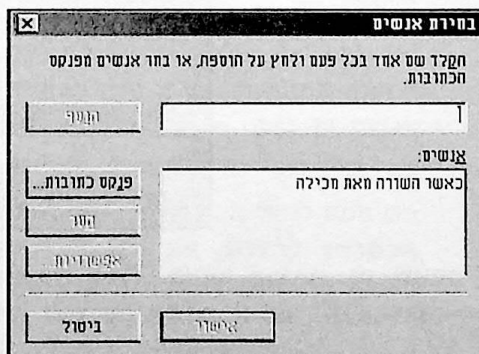 בחירת אנשים
הקלד שם אחד בכל פעם ולחץ על הוספה, או בחר אנשים מפנקס
הכתובות.
הוסף
אנשים:
כאשר השורה מאת מכילה
פנקס כתובות...
הסר
אפשרויות...
אישור
ביטול